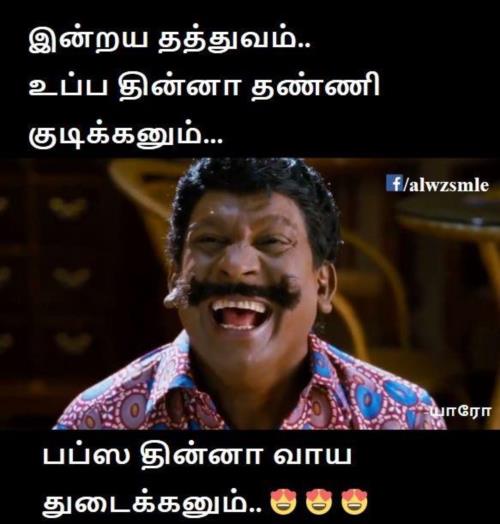 இன்றய தத்துவம்..
உப்ப தின்னா தண்ணி
குடிக்கனும்...
f/alwzsmle
--யாரோ
பப்ஸ தின்னா வாய
துடைக்கனும்.. 😍 😍 😍